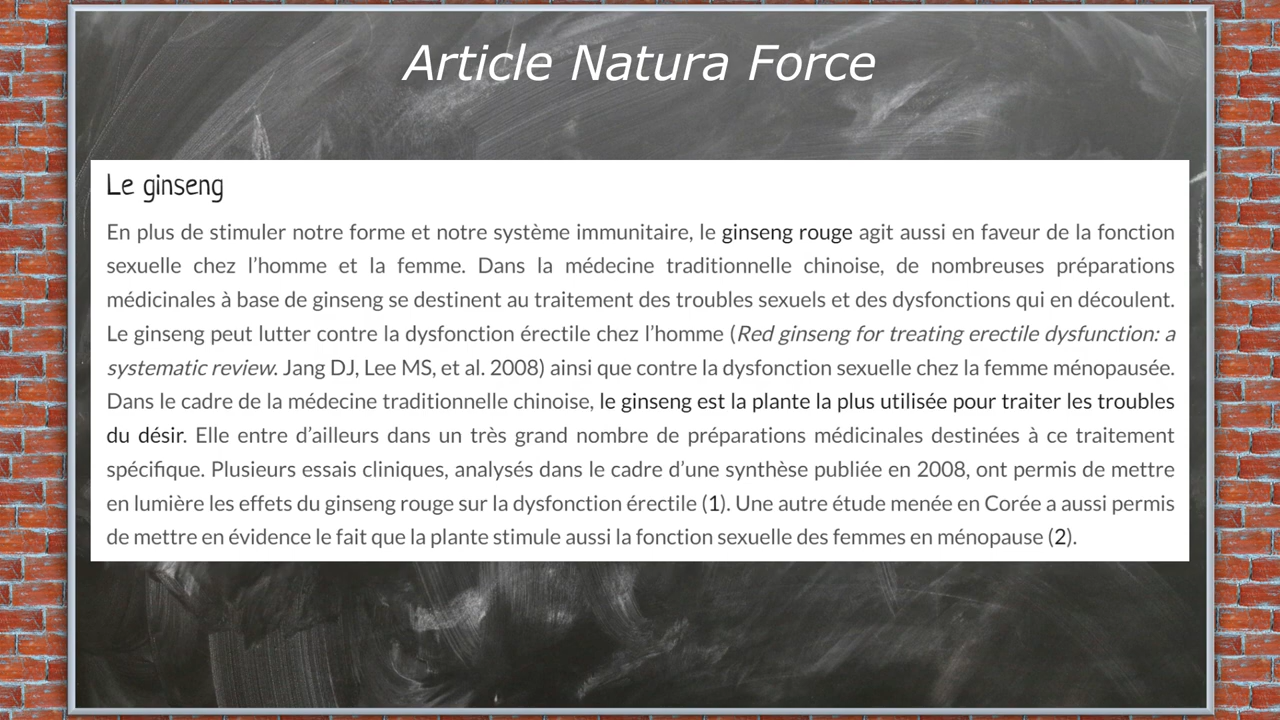 Article Natura Force
Le ginseng
En plus de stimuler notre forme et notre système immunitaire, le ginseng rouge agit aussi en faveur de la fonction
sexuelle chez l'homme et la femme. Dans la médecine traditionnelle chinoise, de nombreuses préparations
médicinales à base de ginseng se destinent au traitement des troubles sexuels et des dysfonctions qui en découlent.
Le ginseng peut lutter contre la dysfonction érectile chez l'homme (Red ginseng for treating erectile dysfunction: a
systematic review. Jang DJ, Lee MS, et al. 2008) ainsi que contre la dysfonction sexuelle chez la femme ménopausée.
Dans le cadre de la médecine traditionnelle chinoise, le ginseng est la plante la plus utilisée pour traiter les troubles
du désir. Elle entre d'ailleurs dans un très grand nombre de préparations médicinales destinées à ce traitement
spécifique. Plusieurs essais cliniques, analysés dans le cadre d'une synthèse publiée en 2008, ont permis de mettre
en lumière les effets du ginseng rouge sur la dysfonction érectile (1). Une autre étude menée en Corée a aussi permis
de mettre en évidence le fait que la plante stimule aussi la fonction sexuelle des femmes en ménopause (2).